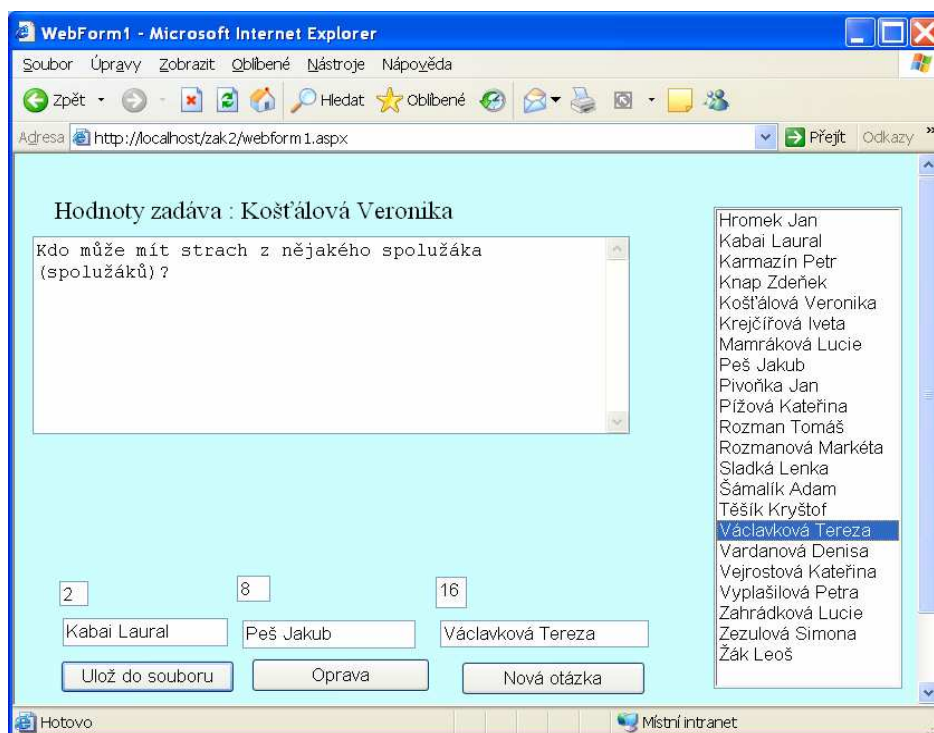 WebForm1 - Microsoft Internet Explorer
Soubor Úpravy Zobrazit Oblíbené Nástroje Nápověda
Zpět Hledat Oblíbené
Adresa http://localhost/zak2/webform1.aspx Přejít Odkazy »
Hodnoty zadáva : Košťálová Veronika
Kdo může mít strach z nějakého spolužáka
(spolužáků)?
Hromek Jan
Kabai Laural
Karmazín Petr
Knap Zdeňek
Košťálová Veronika
Krejčířová Iveta
Mamráková Lucie
Peš Jakub
Pivoňka Jan
Pížová Kateřina
Rozman Tomáš
Rozmanová Markéta
Sladká Lenka
Šámalík Adam
Těšík Kryštof
Václavková Tereza
Vardanová Denisa
Vejrostová Kateřina
Vyplašilová Petra
Zahrádková Lucie
Zezulová Simona
Žák Leoš
2 8 16
Kabai Laural Peš Jakub Václavková Tereza
Ulož do souboru Oprava Nová otázka
Hotovo Místní intranet